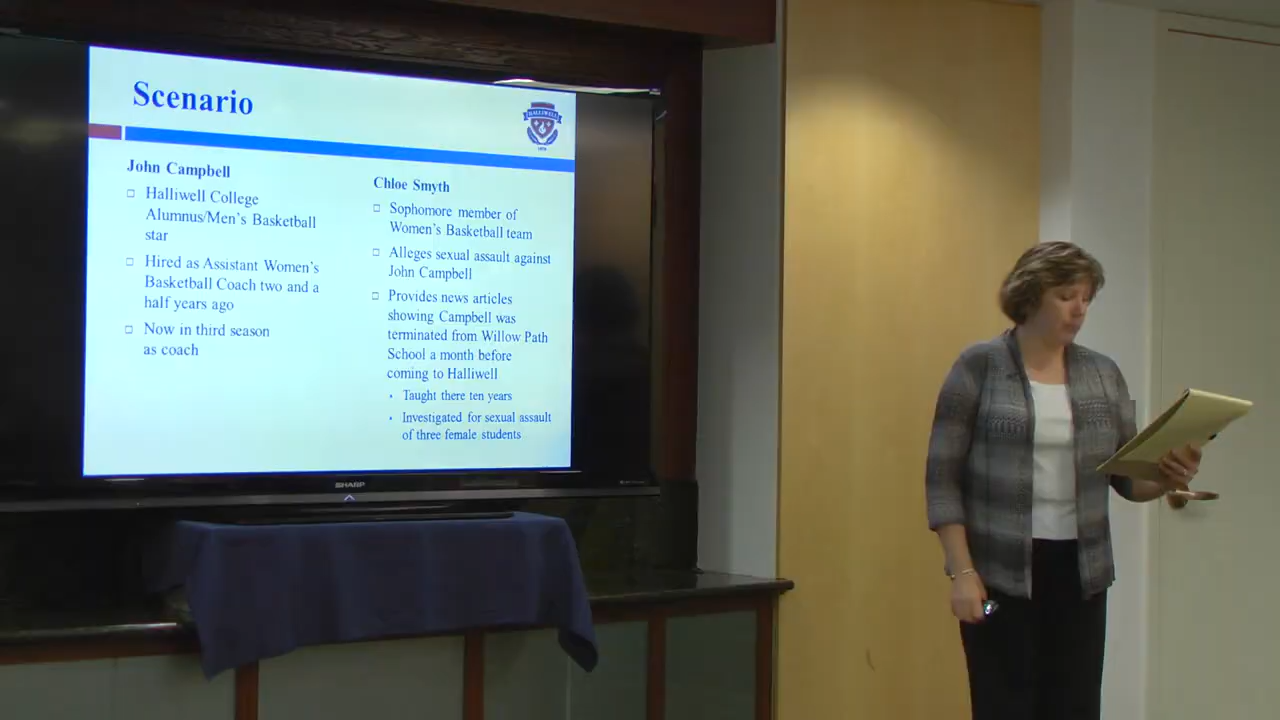 Scenario
HALLIWELL
John Campbell
□ Halliwell College
Alumnus/Men's Basketball
star
□ Hired as Assistant Women's
Basketball Coach two and a
half years ago
□ Now in third season
as coach
Chloe Smyth
□ Sophomore member of
Women's Basketball team
□ Alleges sexual assault against
John Campbell
□ Provides news articles
showing Campbell was
terminated from Willow Path
School a month before
coming to Halliwell
• Taught there ten years
• Investigated for sexual assault
of three female students
SHARP